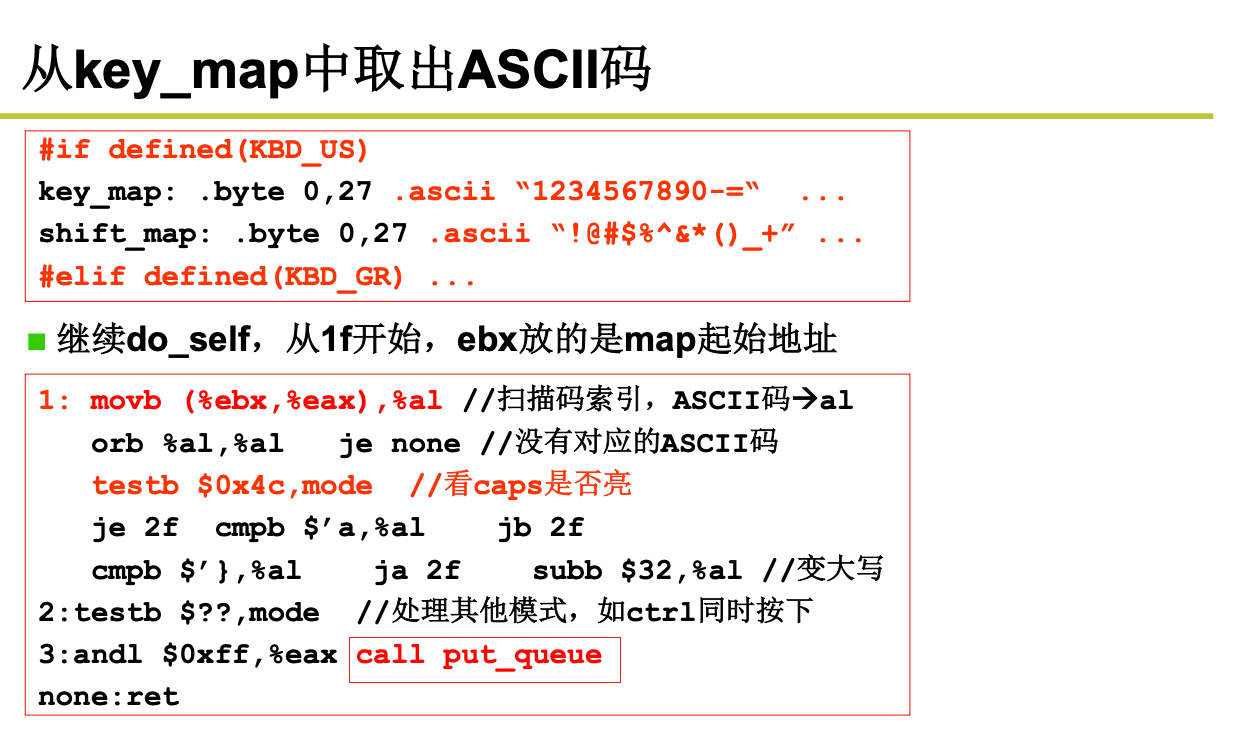 从key_map中取出ASCII码
#if defined(KBD_US)
key_map: .byte 0,27 .ascii “1234567890-=“ ...
shift_map: .byte 0,27 .ascii “!@#$%^&*()_+” ...
#elif defined(KBD_GR) ...
■ 继续do_self，从1f开始，ebx放的是map起始地址
1: movb (%ebx,%eax),%al //扫描码索引，ASCII码→al
orb %al,%al je none //没有对应的ASCII码
testb $0x4c,mode //看caps是否亮
je 2f cmpb $’a,%al jb 2f
cmpb $’},%al ja 2f subb $32,%al //变大写
2:testb $??,mode //处理其他模式，如ctrl同时按下
3:andl $0xff,%eax call put_queue
none:ret